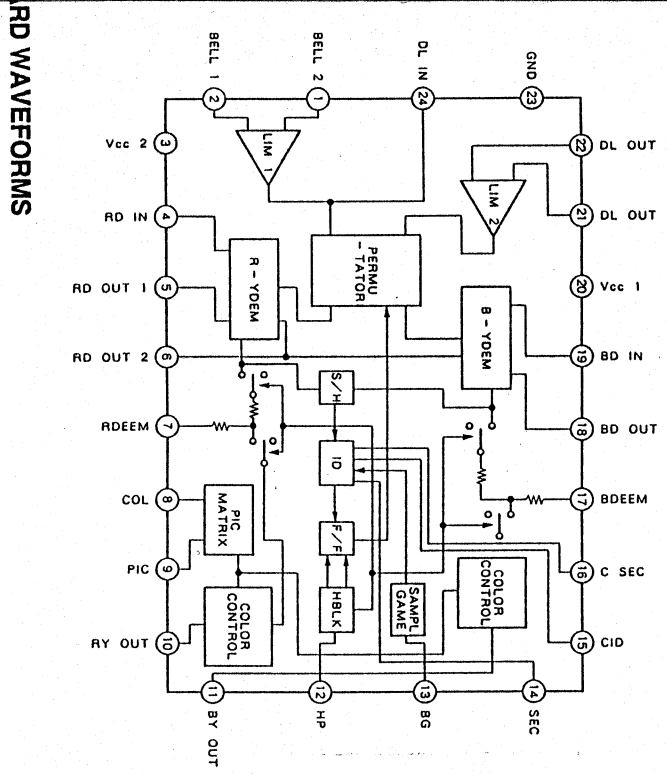 RD WAVEFORMS
BELL 1
BELL 2
DL IN
GND
2
1
24
23
Vcc 2
3
LIM 1
LIM 2
22
DL OUT
RD IN
4
21
DL OUT
R-YDEM
PERMU
-TATOR
RD OUT 1
5
B-YDEM
20
Vcc 1
RD OUT 2
6
19
BD IN
S/H
RDEEM
7
18
BD OUT
ID
COL
8
PIC
MATRIX
17
BDEEM
F/F
PIC
9
16
C SEC
COLOR
CONTROL
HBLK
SAMPL
GAME
COLOR
CONTROL
RY OUT
10
15
CID
11
12
13
14
BY OUT
HP
BG
SEC